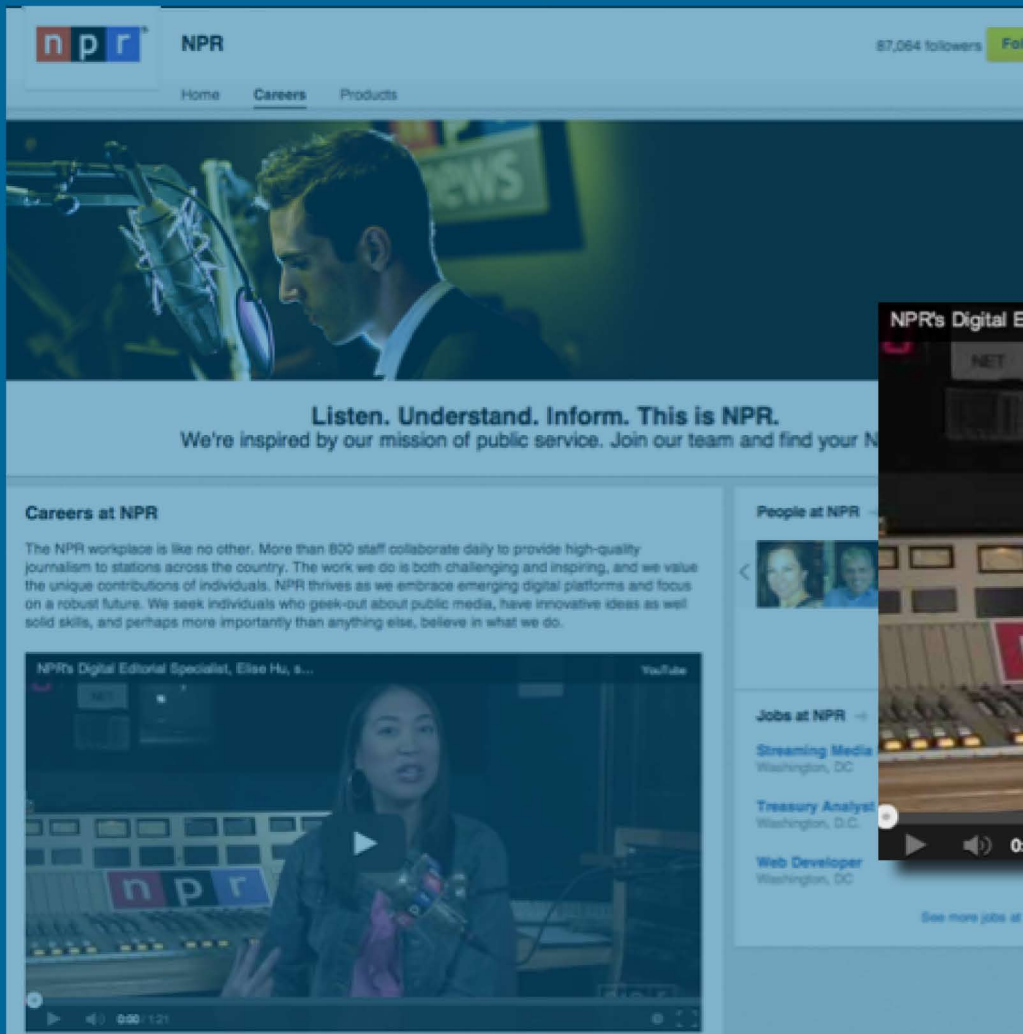 npr
NPR
87,064 followers
Fol
Home Careers Products
news
Listen. Understand. Inform. This is NPR.
We're inspired by our mission of public service. Join our team and find your N
Careers at NPR
The NPR workplace is like no other. More than 800 staff collaborate daily to provide high-quality
journalism to stations across the country. The work we do is both challenging and inspiring, and we value
the unique contributions of individuals. NPR thrives as we embrace emerging digital platforms and focus
on a robust future. We seek individuals who geek-out about public media, have innovative ideas as well
solid skills, and perhaps more importantly than anything else, believe in what we do.
NPR's Digital Editorial Specialist, Elise Hu, s...
YouTube
NET
npr
npr
0:00 / 1:21
People at NPR
Jobs at NPR
Streaming Media
Washington, DC
Treasury Analyst
Washington, D.C.
Web Developer
Washington, DC
See more jobs at
NPR's Digital E
NET
0: